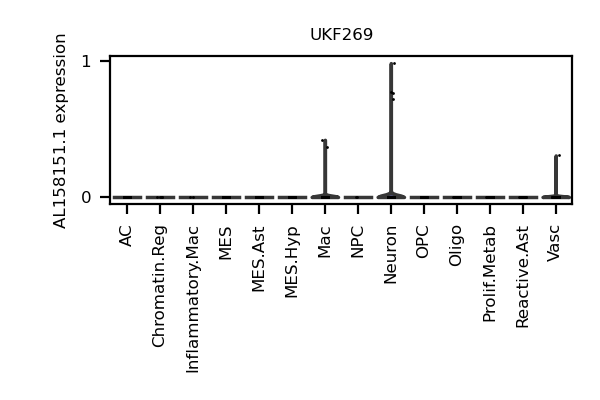 UKF269
AL158151.1 expression
1
0
AC
Chromatin.Reg
Inflammatory.Mac
MES
MES.Ast
MES.Hyp
Mac
NPC
Neuron
OPC
Oligo
Prolif.Metab
Reactive.Ast
Vasc